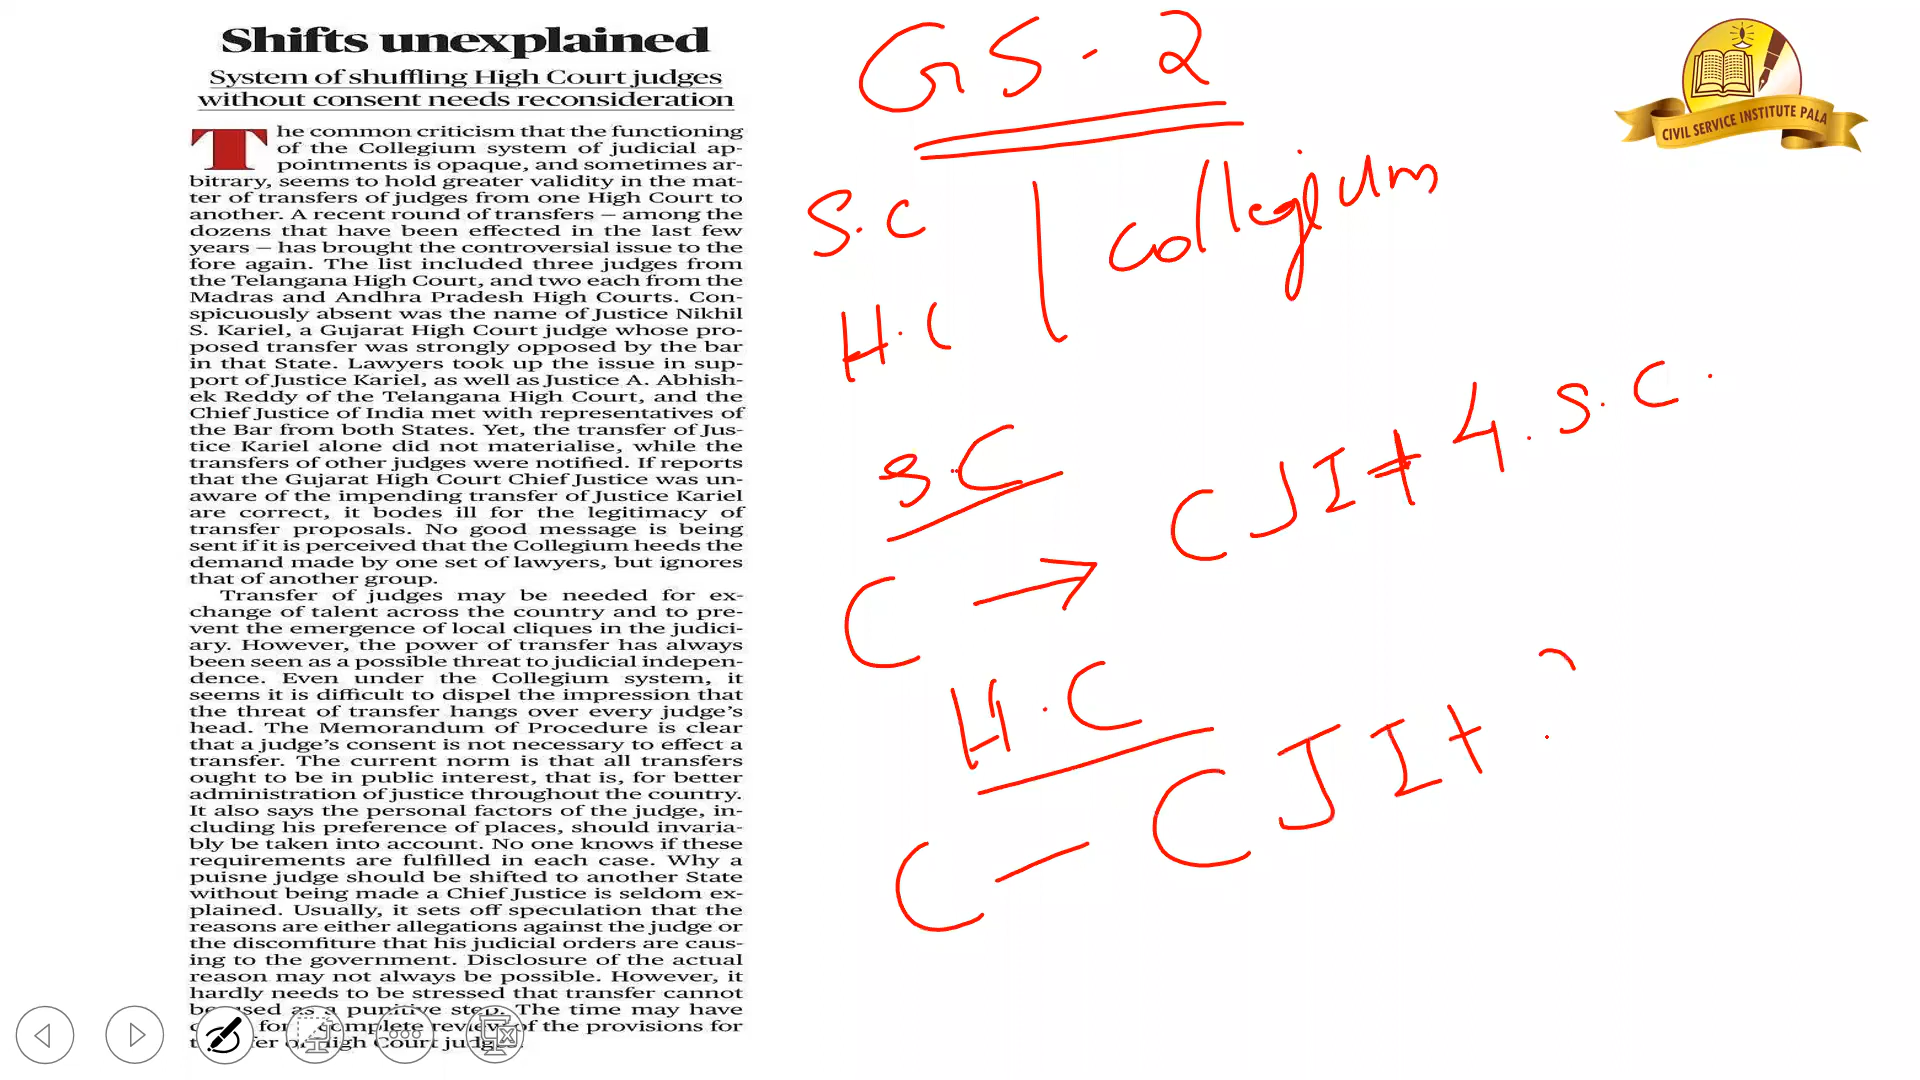 Shifts unexplained
System of shuffling High Court judges
without consent needs reconsideration
The common criticism that the functioning
of the Collegium system of judicial ap-
pointments is opaque, and sometimes ar-
bitrary, seems to hold greater validity in the mat-
ter of transfers of judges from one High Court to
another. A recent round of transfers — among the
dozens that have been effected in the last few
years — has brought the controversial issue to the
fore again. The list included three judges from
the Telangana High Court, and two each from the
Madras and Andhra Pradesh High Courts. Con-
spicuously absent was the name of Justice Nikhil
S. Kariel, a Gujarat High Court judge whose pro-
posed transfer was strongly opposed by the bar
in that State. Lawyers took up the issue in sup-
port of Justice Kariel, as well as Justice A. Abhish-
ek Reddy of the Telangana High Court, and the
Chief Justice of India met with representatives of
the Bar from both States. Yet, the transfer of Jus-
tice Kariel alone did not materialise, while the
transfers of other judges were notified. If reports
that the Gujarat High Court Chief Justice was un-
aware of the impending transfer of Justice Kariel
are correct, it bodes ill for the legitimacy of
transfer proposals. No good message is being
sent if it is perceived that the Collegium heeds the
demand made by one set of lawyers, but ignores
that of another group.
Transfer of judges may be needed for ex-
change of talent across the country and to pre-
vent the emergence of local cliques in the judici-
ary. However, the power of transfer has always
been seen as a possible threat to judicial indepen-
dence. Even under the Collegium system, it
seems it is difficult to dispel the impression that
the threat of transfer hangs over every judge's
head. The Memorandum of Procedure is clear
that a judge's consent is not necessary to effect a
transfer. The current norm is that all transfers
ought to be in public interest, that is, for better
administration of justice throughout the country.
It also says the personal factors of the judge, in-
cluding his preference of places, should invaria-
bly be taken into account. No one knows if these
requirements are fulfilled in each case. Why a
puisne judge should be shifted to another State
without being made a Chief Justice is seldom ex-
plained. Usually, it sets off speculation that the
reasons are either allegations against the judge or
the discomfiture that his judicial orders are caus-
ing to the government. Disclosure of the actual
reason may not always be possible. However, it
hardly needs to be stressed that transfer cannot
be used as a punitive step. The time may have
for complete review of the provisions for
High Court judges.
GS-2
S.C
Collegium
H.C
S.C
C → CJI + 4. S. C.
H.C
C — CJI +
CIVIL SERVICE INSTITUTE PALA